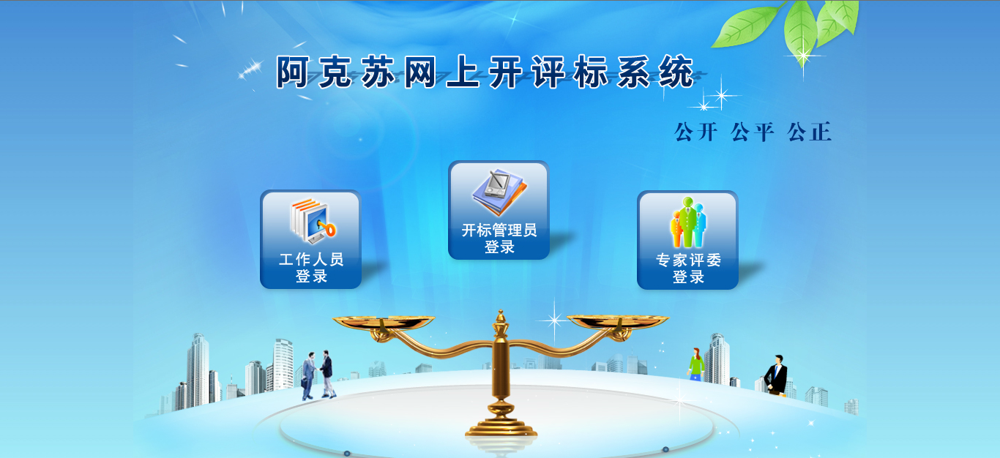 阿克苏网上开评标系统
公开 公平 公正
工作人员
登录
开标管理员
登录
专家评委
登录